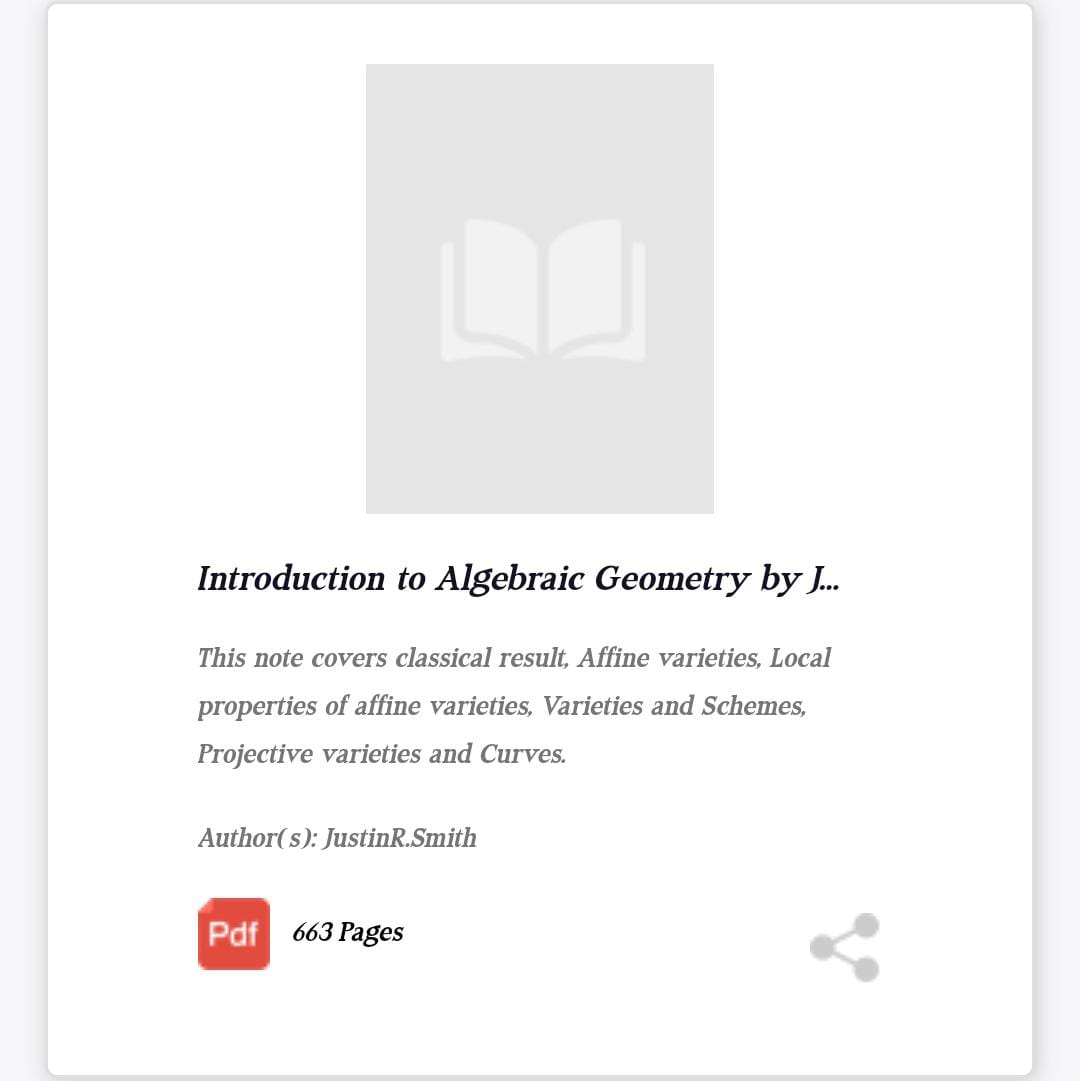 Introduction to Algebraic Geometry by J...
This note covers classical result, Affine varieties, Local
properties of affine varieties, Varieties and Schemes,
Projective varieties and Curves.
Author(s): JustinR.Smith
Pdf 663 Pages